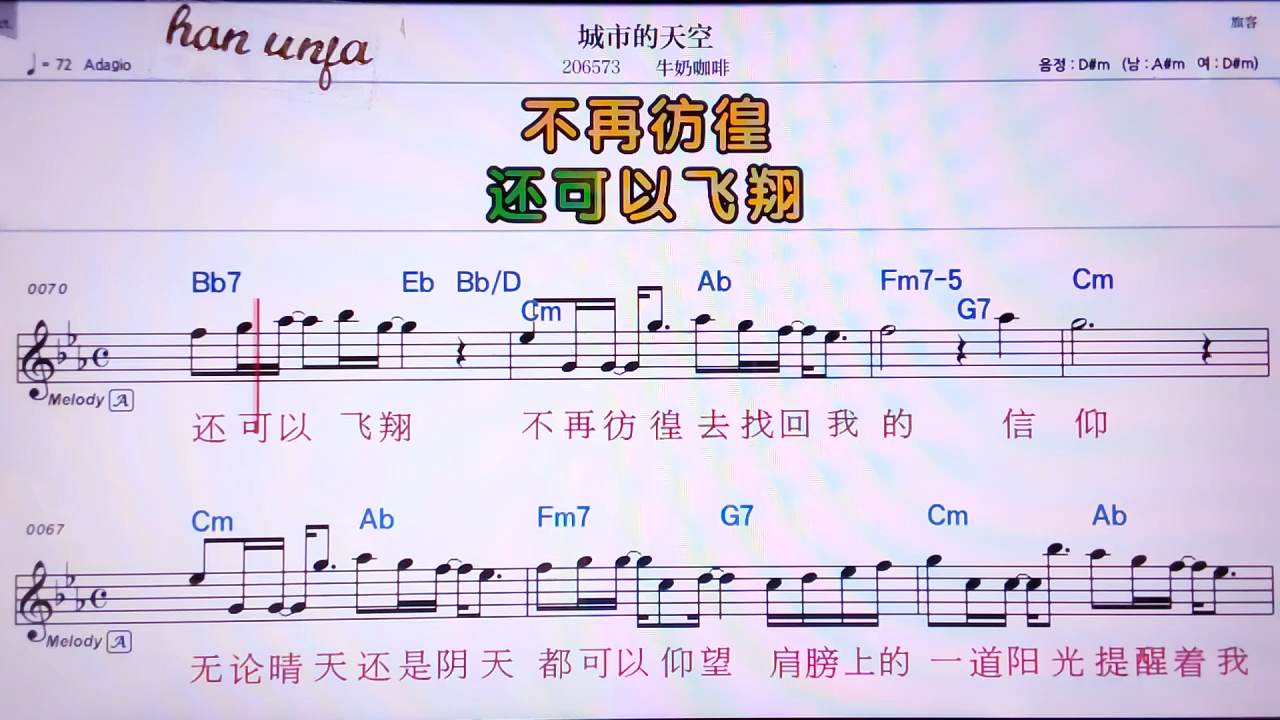 han unfa
城市的天空
旅客
♩= 72 Adagio
206573 牛奶咖啡
음정 : D#m (남 : A#m 여 : D#m)
不再彷徨
还可以飞翔
0070 Bb7 Eb Bb/D Cm Ab Fm7-5 G7 Cm
Melody A
还可以 飞翔 不再彷徨去找回我的 信仰
0067 Cm Ab Fm7 G7 Cm Ab
Melody A
无论晴天还是阴天 都可以仰望 肩膀上的 一道阳光提醒着我